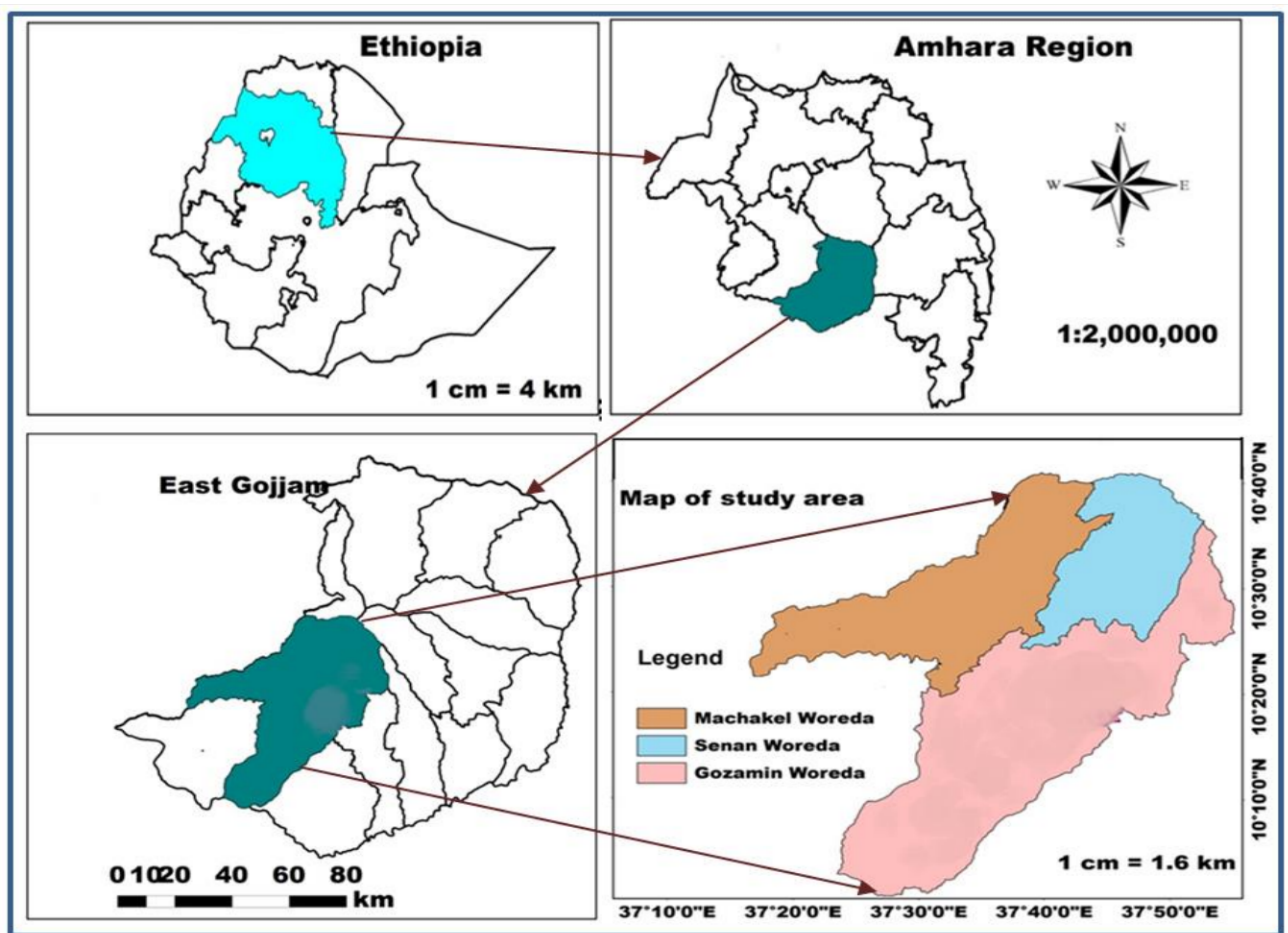 Ethiopia
1 cm = 4 km
Amhara Region
N
W
E
S
1:2,000,000
East Gojjam
0 10 20 40 60 80
km
Map of study area
Legend
Machakel Woreda
Senan Woreda
Gozamin Woreda
1 cm = 1.6 km
10°40'0"N
10°30'0"N
10°20'0"N
10°10'0"N
37°10'0"E 37°20'0"E 37°30'0"E 37°40'0"E 37°50'0"E